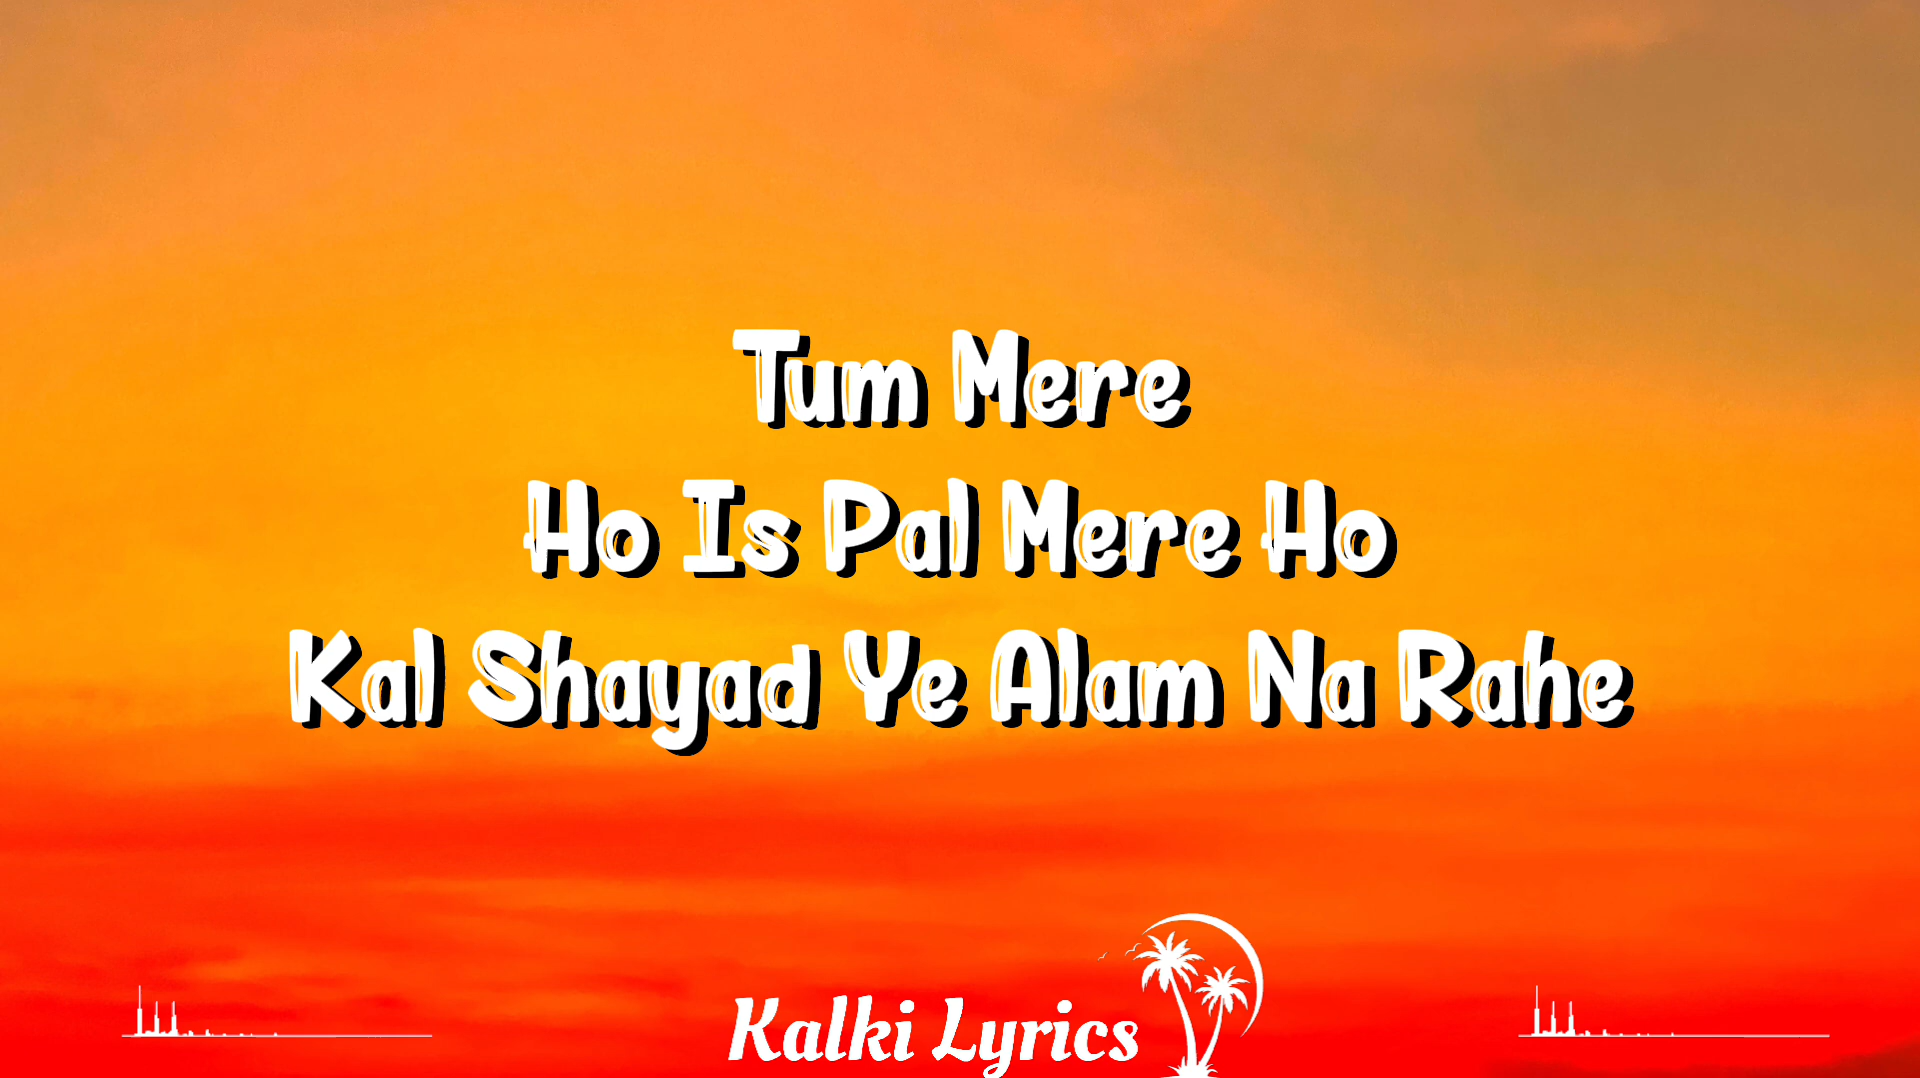 Tum Mere
Ho Is Pal Mere Ho
Kal Shayad Ye Alam Na Rahe
Kalki Lyrics